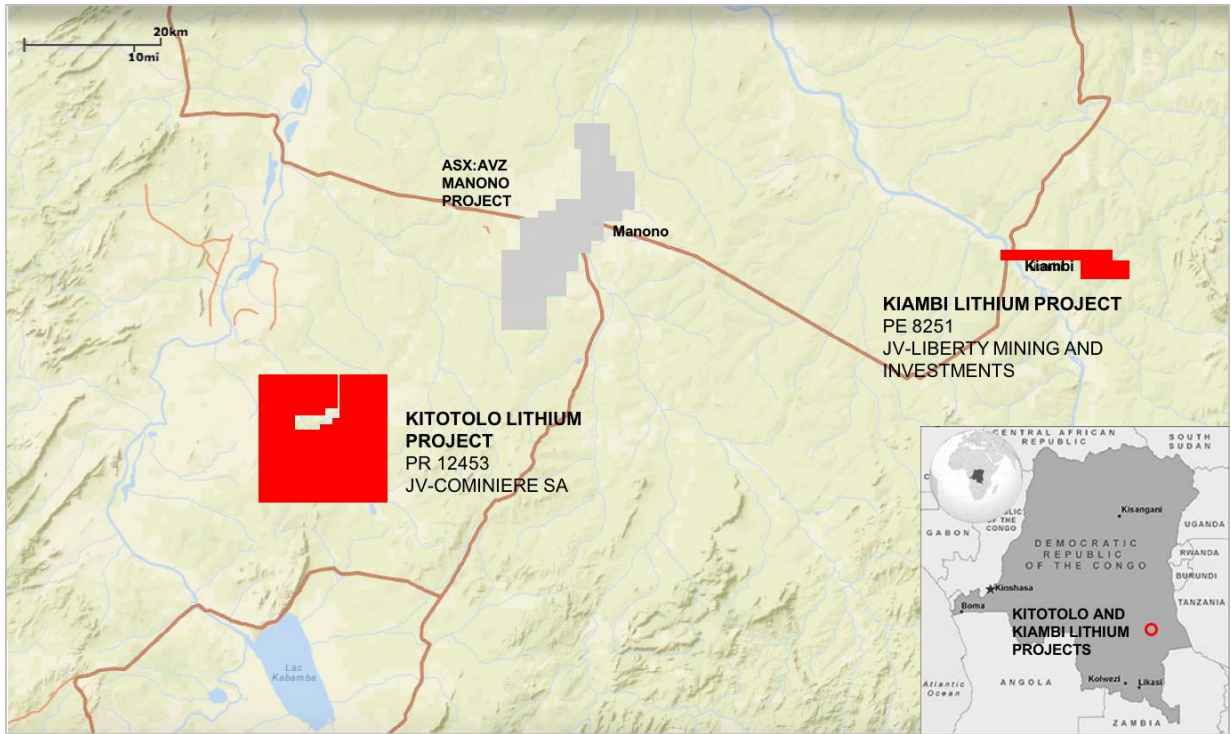 20km
10mi
ASX:AVZ
MANONO
PROJECT
Manono
Kiambi
KIAMBI LITHIUM PROJECT
PE 8251
JV-LIBERTY MINING AND
INVESTMENTS
KITOTOLO LITHIUM
PROJECT
PR 12453
JV-COMINIERE SA
Lac
Kabamba
CENTRAL AFRICAN
REPUBLIC
SOUTH
SUDAN
OF THE
CONGO
GABON
Kisangani
UGANDA
DEMOCRATIC
REPUBLIC
OF THE CONGO
RWANDA
BURUNDI
Kinshasa
TANZANIA
Boma
KITOTOLO AND
KIAMBI LITHIUM
PROJECTS
Kolwezi
Likasi
Atlantic
Ocean
ANGOLA
ZAMBIA